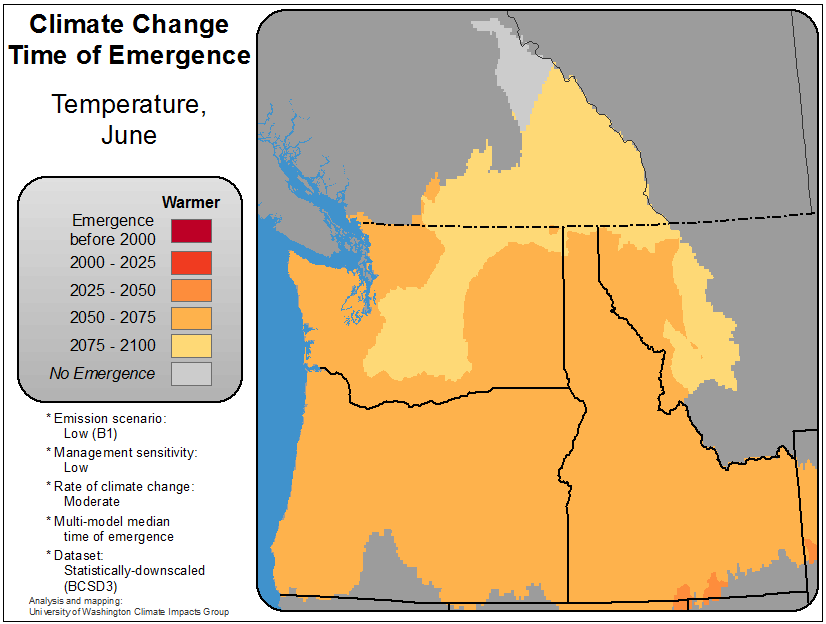 Climate Change
Time of Emergence
Temperature,
June
Warmer
Emergence
before 2000
2000 - 2025
2025 - 2050
2050 - 2075
2075 - 2100
No Emergence
* Emission scenario:
Low (B1)
* Management sensitivity:
Low
* Rate of climate change:
Moderate
* Multi-model median
time of emergence
* Dataset:
Statistically-downscaled
(BCSD3)
Analysis and mapping:
University of Washington Climate Impacts Group